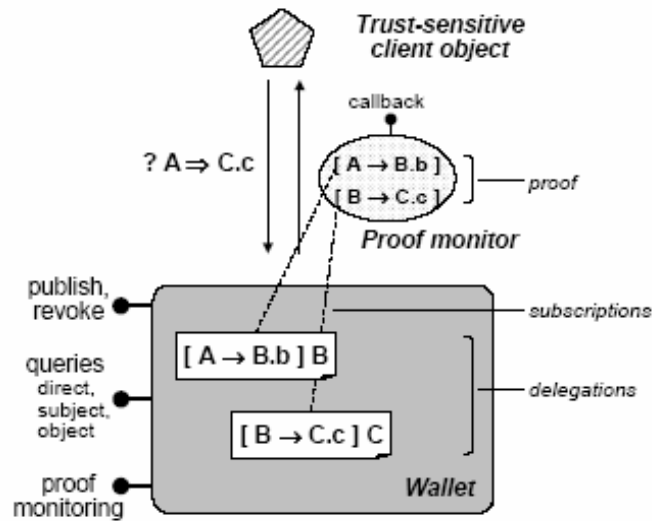 Trust-sensitive
client object
callback
? A ⇒ C.c
[ A → B.b ]
[ B → C.c ]
proof
Proof monitor
publish,
revoke
subscriptions
[ A → B.b ] B
queries
direct,
subject,
object
delegations
[ B → C.c ] C
proof
monitoring
Wallet